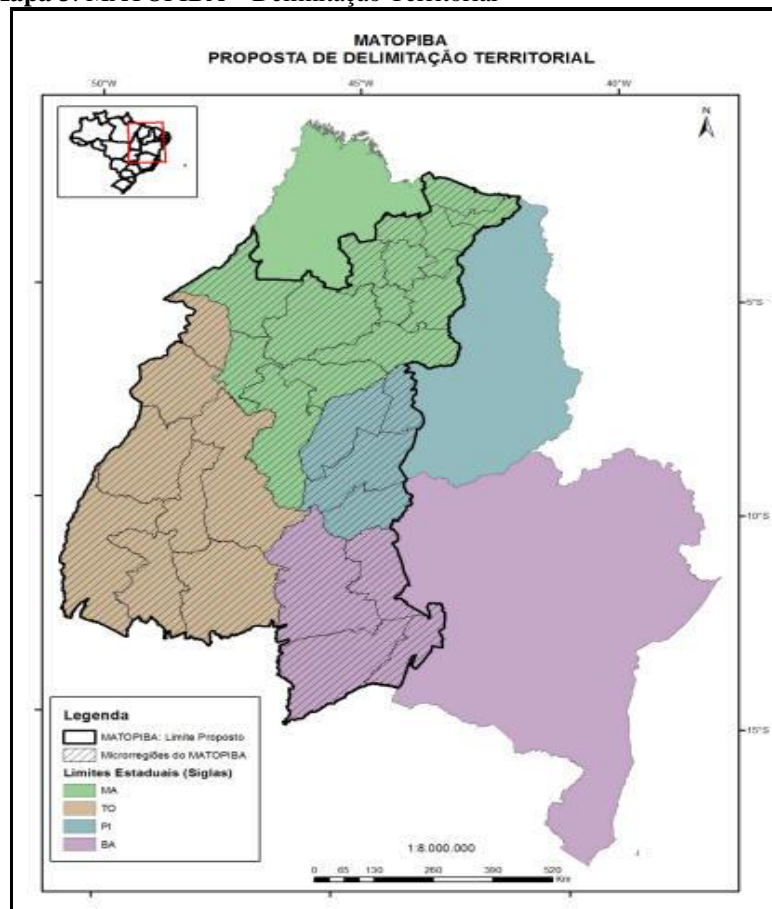 MATOPIBA
PROPOSTA DE DELIMITAÇÃO TERRITORIAL
50°W
45°W
40°W
N
5°S
10°S
15°S
Legenda
MATOPIBA: Limite Proposto
Microrregiões do MATOPIBA
Limites Estaduais (Siglas)
MA
TO
PI
BA
1:8.000.000
0 65 130 260 390 520
Km